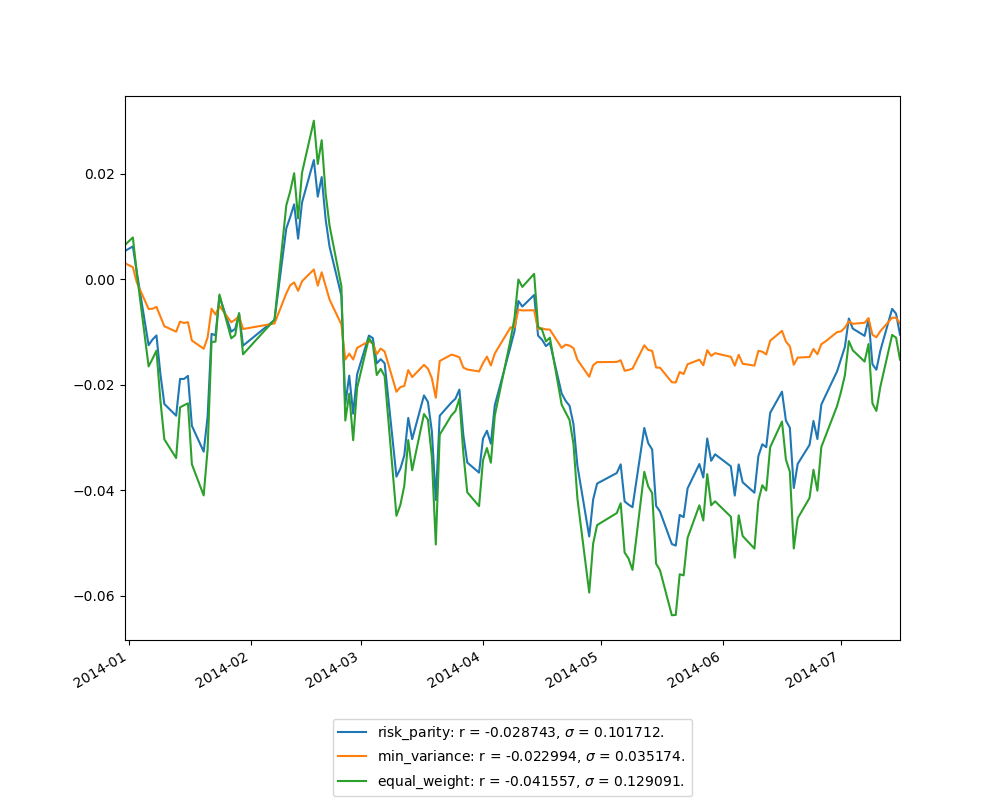 0.02
0.00
−0.02
−0.04
−0.06
2014-01 2014-02 2014-03 2014-04 2014-05 2014-06 2014-07
risk_parity: r = -0.028743, σ = 0.101712.
min_variance: r = -0.022994, σ = 0.035174.
equal_weight: r = -0.041557, σ = 0.129091.